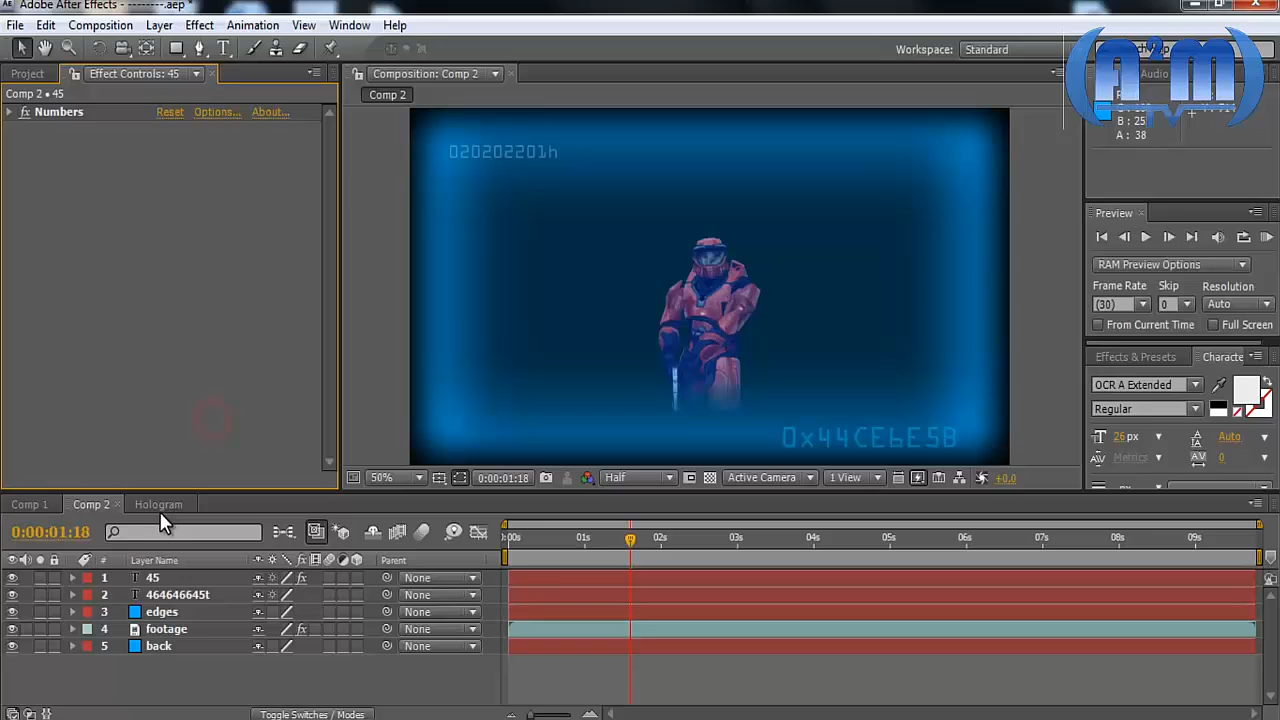 Adobe After Effects - --------.aep *
File Edit Composition Layer Effect Animation View Window Help
Workspace: Standard
n2m
TV
Project Effect Controls: 45
Composition: Comp 2
Audio
Comp 2 • 45
Comp 2
Numbers Reset Options... About...
B : 25
A : 38
020202201h
0x44CE6E5B
Preview
RAM Preview Options
Frame Rate Skip Resolution
(30) 0 Auto
From Current Time Full Screen
Effects & Presets Characte
OCR A Extended
Regular
26 px Auto
Metrics 0
50% 0:00:01:18 Half Active Camera 1 View +0,0
Comp 1 Comp 2 Hologram
0:00:01:18
:00s 01s 02s 03s 04s 05s 06s 07s 08s 09s
# Layer Name Parent
1 T 45 None
2 T 464646645t None
3 edges None
4 footage None
5 back None
Toggle Switches / Modes